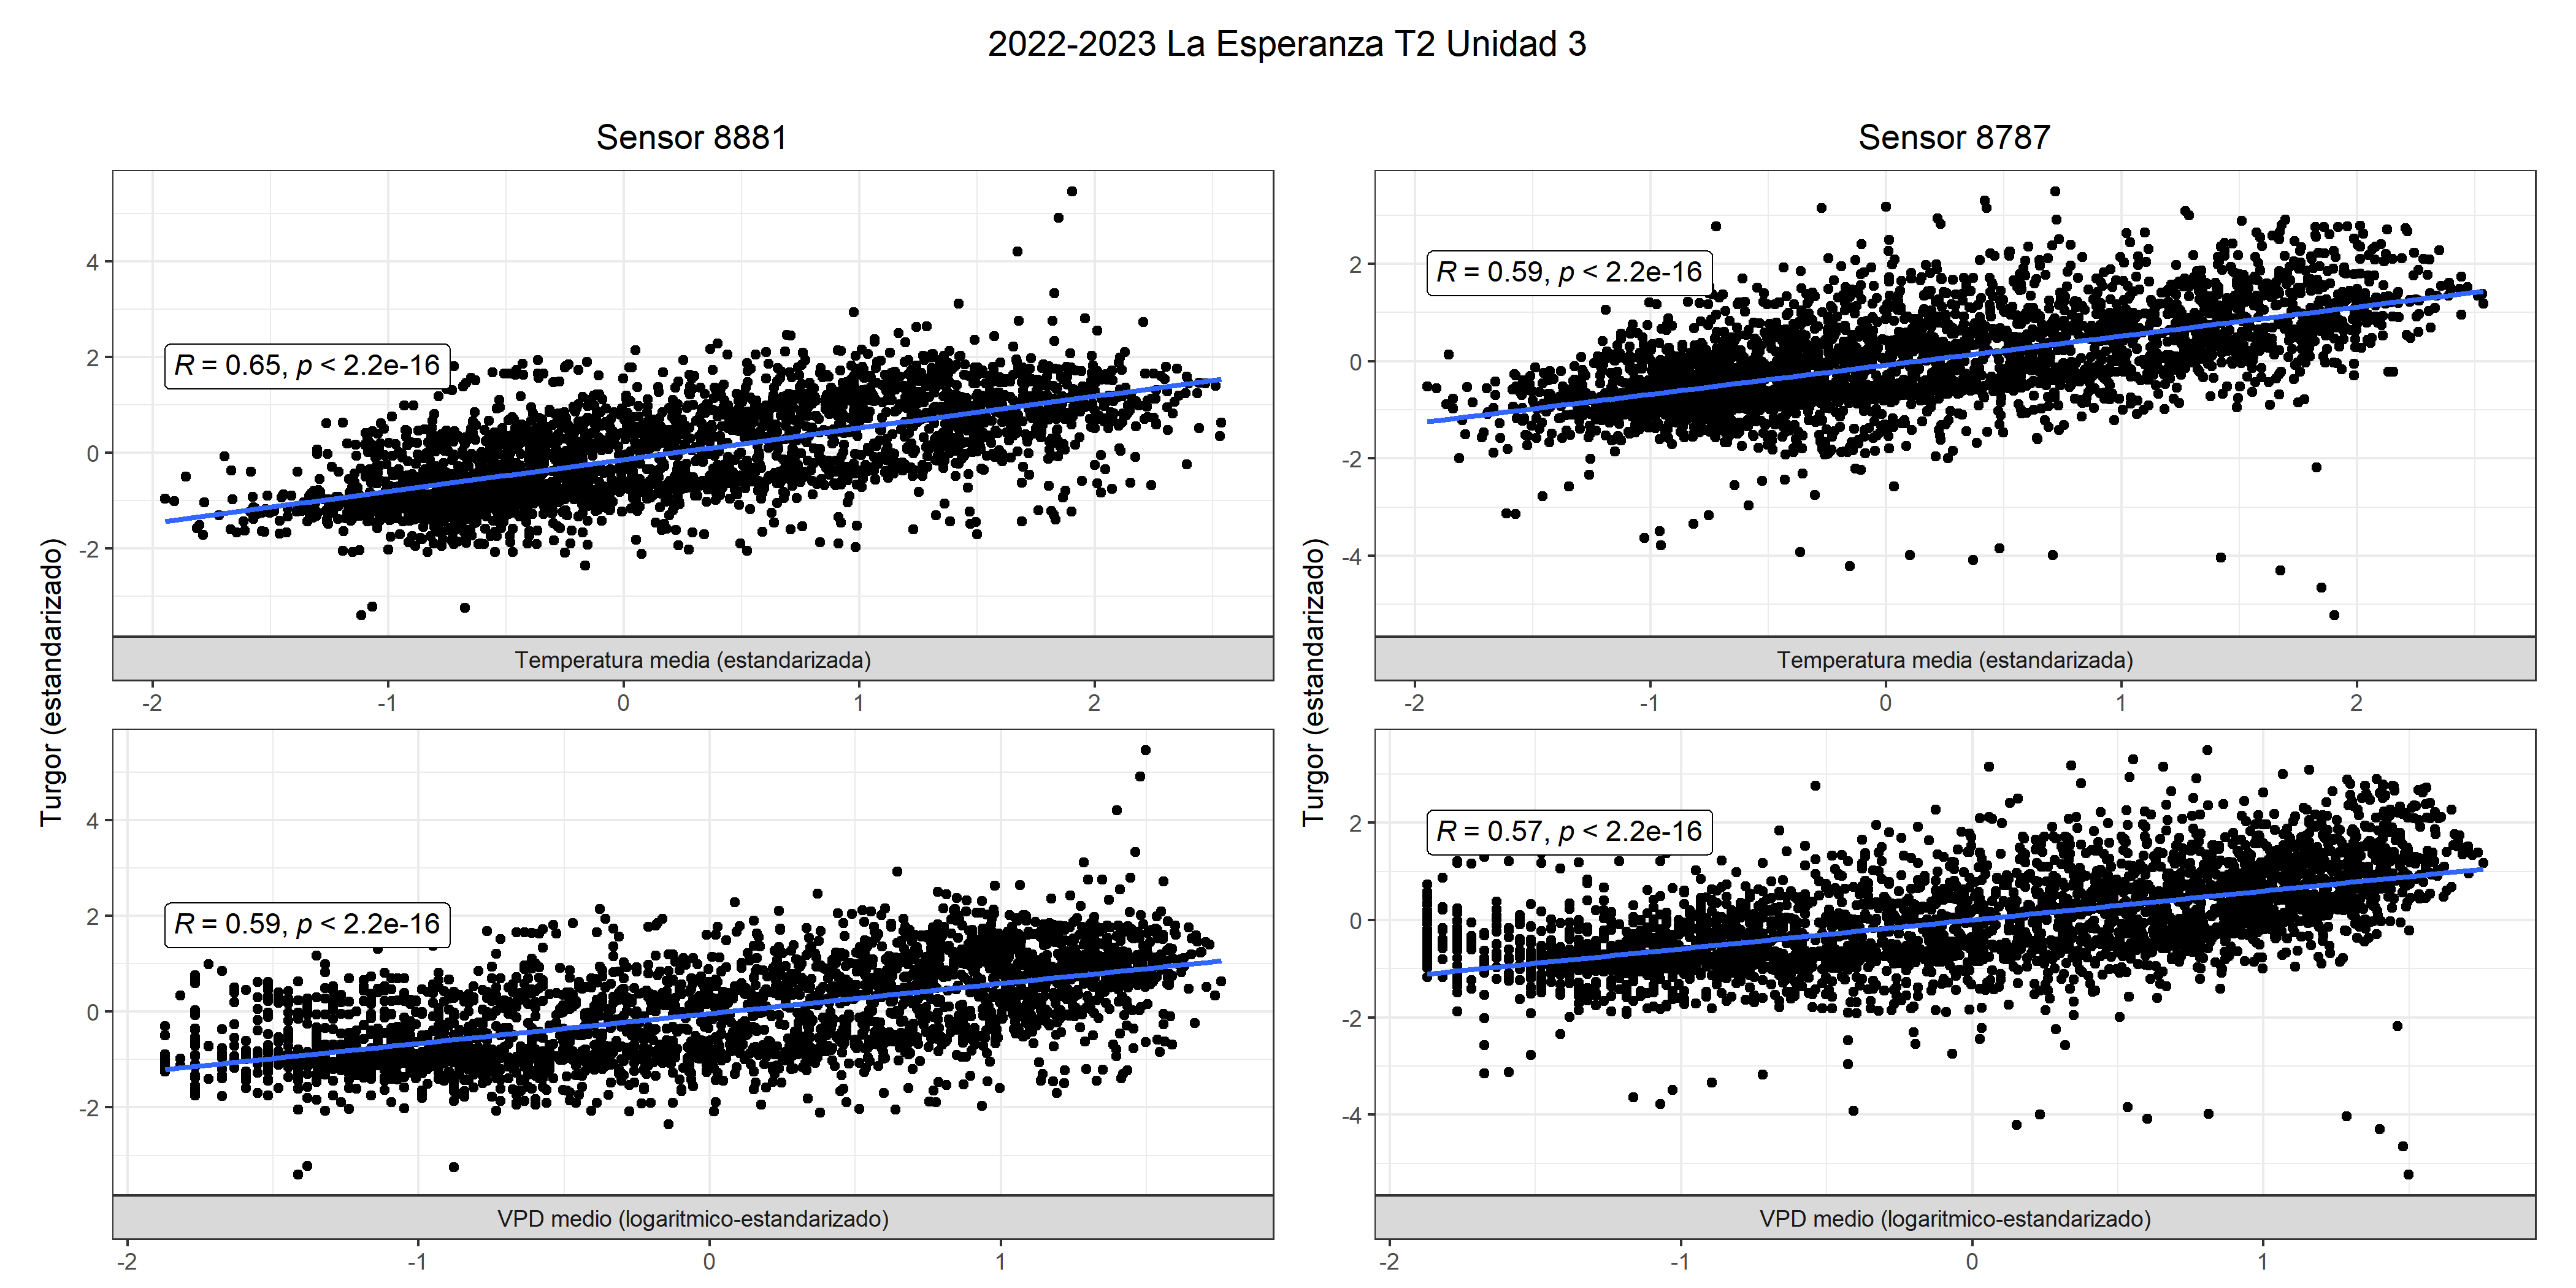 2022-2023 La Esperanza T2 Unidad 3
Sensor 8881
Sensor 8787
Turgor (estandarizado)
4
2
0
-2
R = 0.65, p < 2.2e-16
Temperatura media (estandarizada)
-2 -1 0 1 2
4
2
0
-2
R = 0.59, p < 2.2e-16
VPD medio (logaritmico-estandarizado)
-2 -1 0 1
Turgor (estandarizado)
2
0
-2
-4
R = 0.59, p < 2.2e-16
Temperatura media (estandarizada)
-2 -1 0 1 2
2
0
-2
-4
R = 0.57, p < 2.2e-16
VPD medio (logaritmico-estandarizado)
-2 -1 0 1